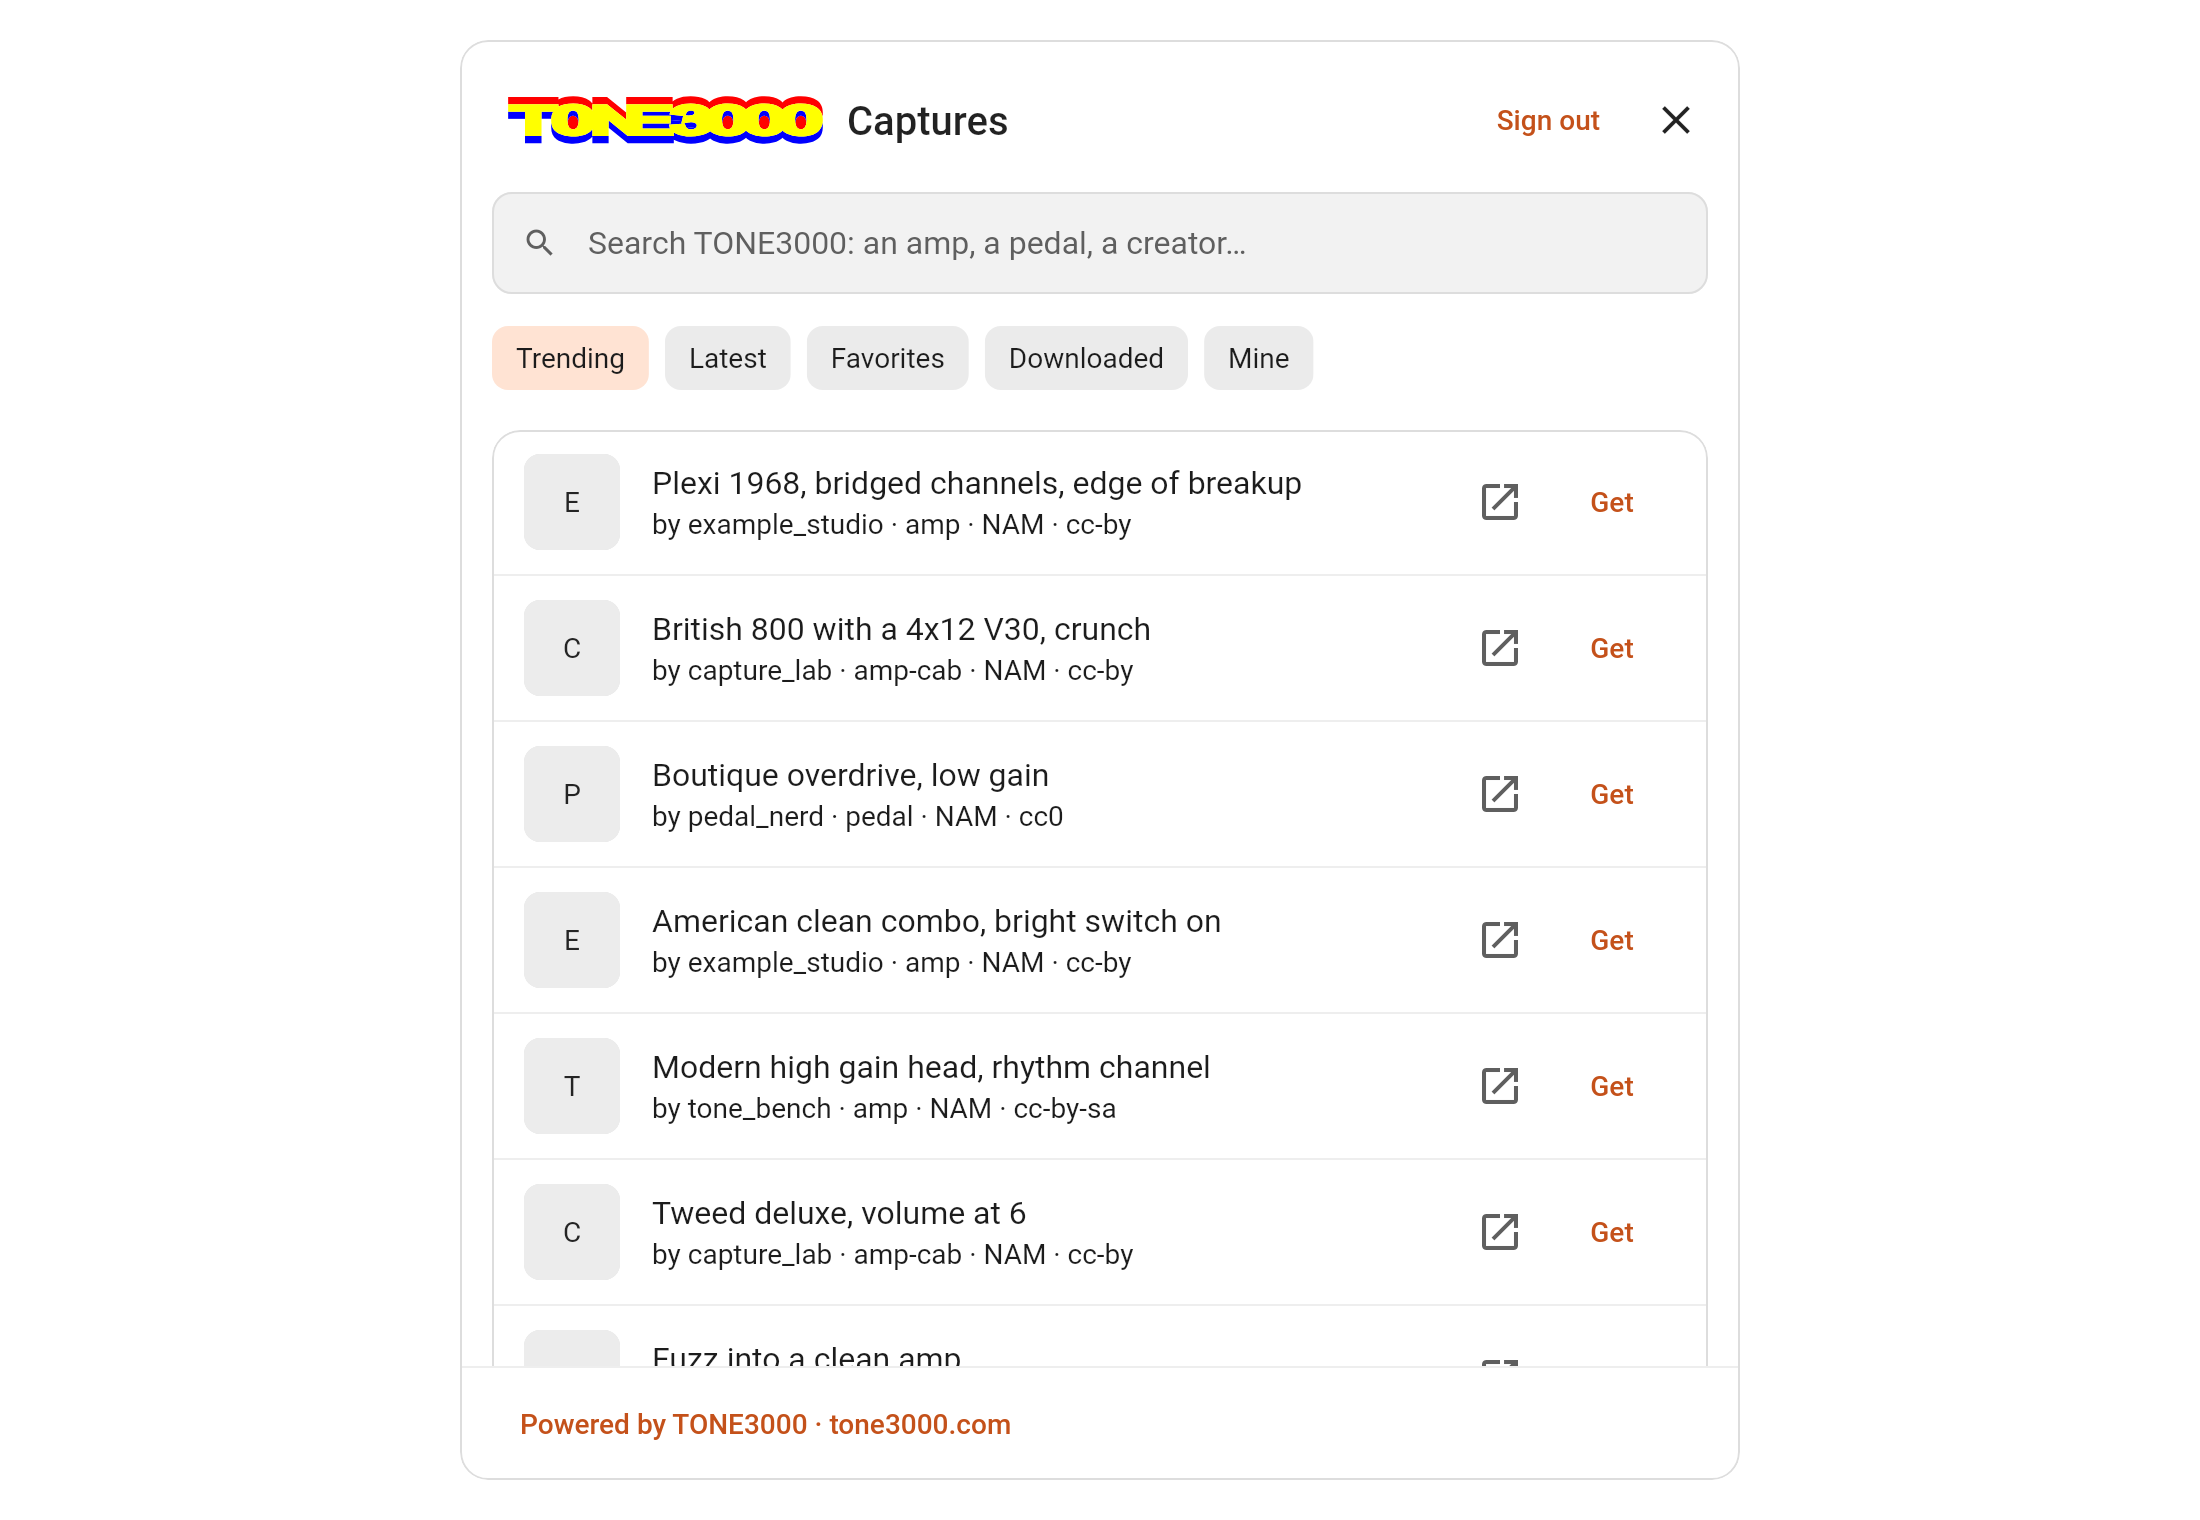 TONE3000 Captures
Sign out
Search TONE3000: an amp, a pedal, a creator...
Trending
Latest
Favorites
Downloaded
Mine
E
Plexi 1968, bridged channels, edge of breakup
by example_studio · amp · NAM · cc-by
Get
C
British 800 with a 4x12 V30, crunch
by capture_lab · amp-cab · NAM · cc-by
Get
P
Boutique overdrive, low gain
by pedal_nerd · pedal · NAM · cc0
Get
E
American clean combo, bright switch on
by example_studio · amp · NAM · cc-by
Get
T
Modern high gain head, rhythm channel
by tone_bench · amp · NAM · cc-by-sa
Get
C
Tweed deluxe, volume at 6
by capture_lab · amp-cab · NAM · cc-by
Get
Fuzz into a clean amp
Powered by TONE3000 · tone3000.com